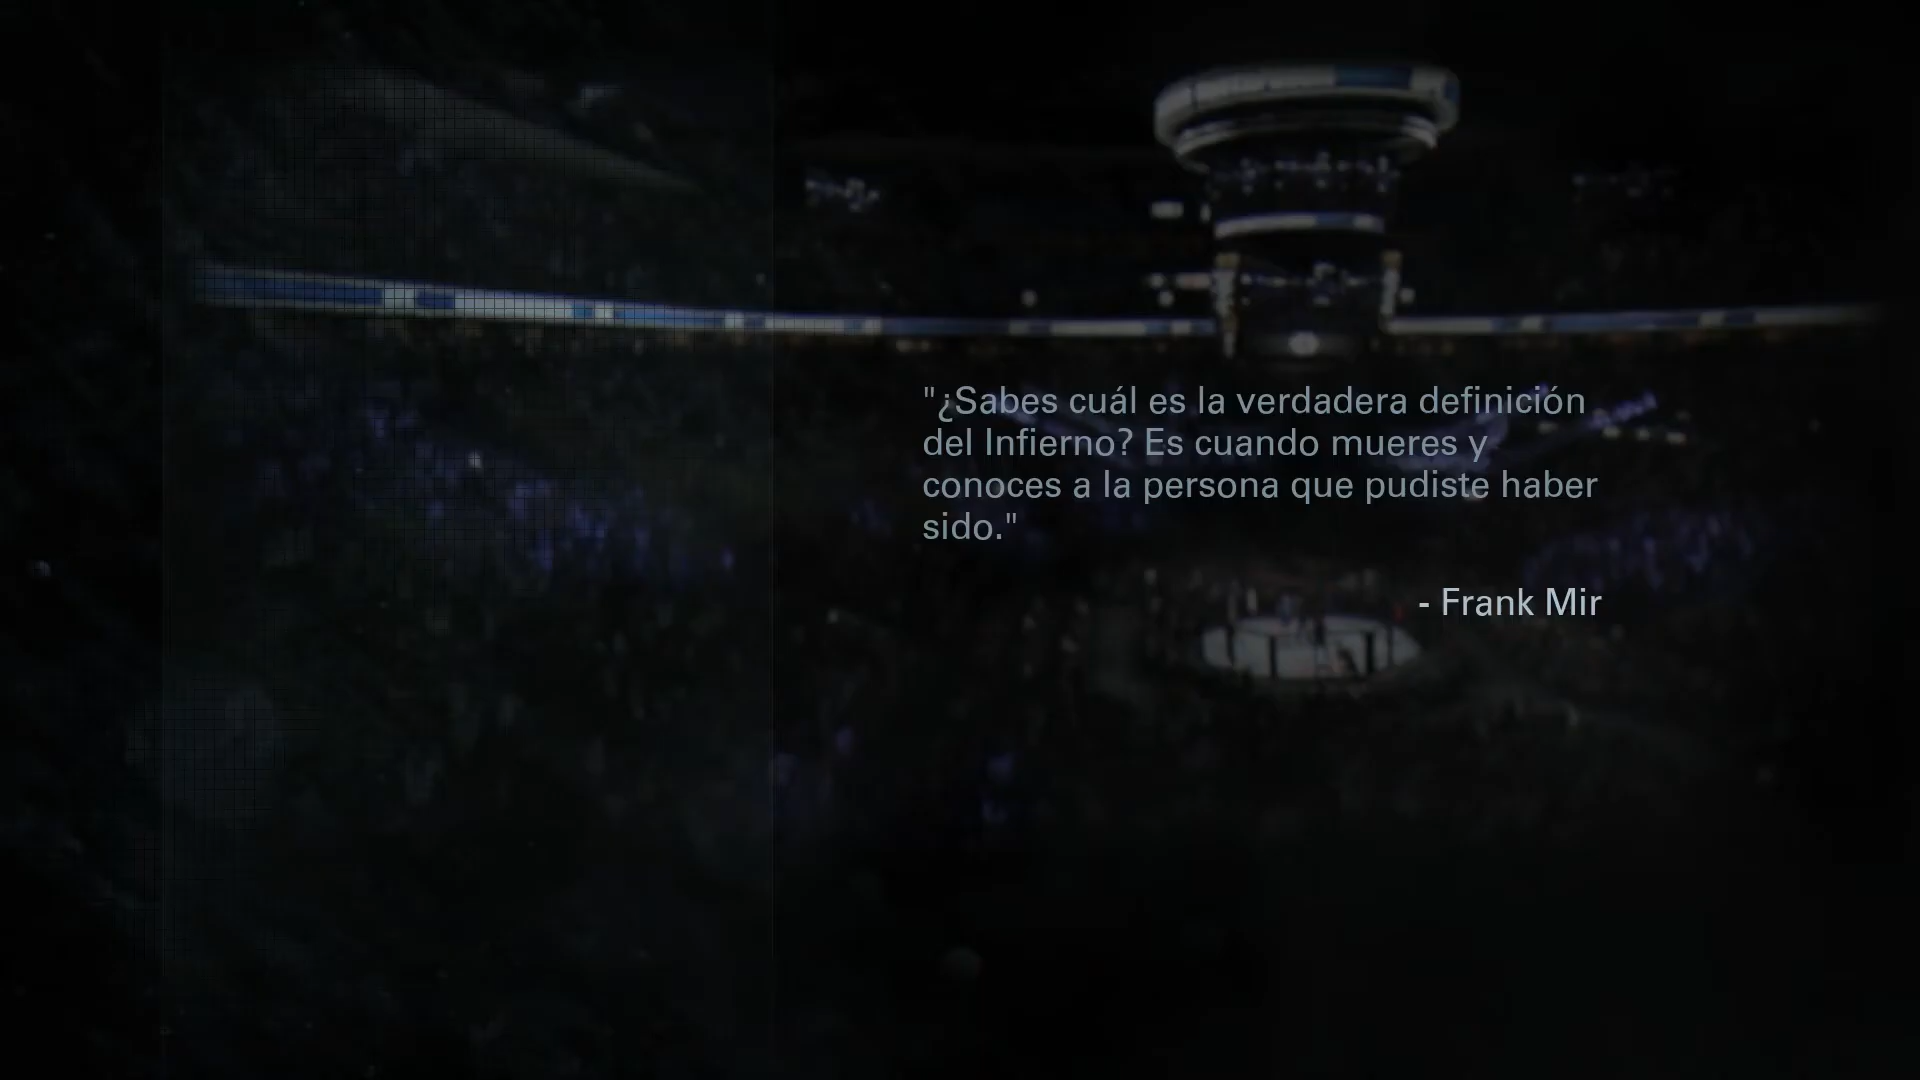 "¿Sabes cuál es la verdadera definición
del Infierno? Es cuando mueres y
conoces a la persona que pudiste haber
sido."
- Frank Mir